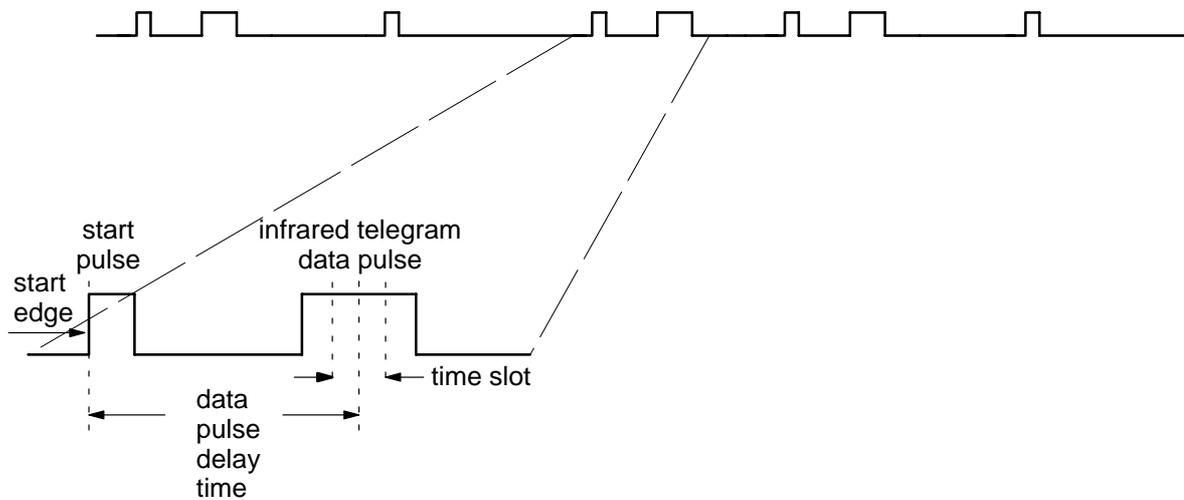 start
pulse
infrared telegram
data pulse
start
edge
time slot
data
pulse
delay
time